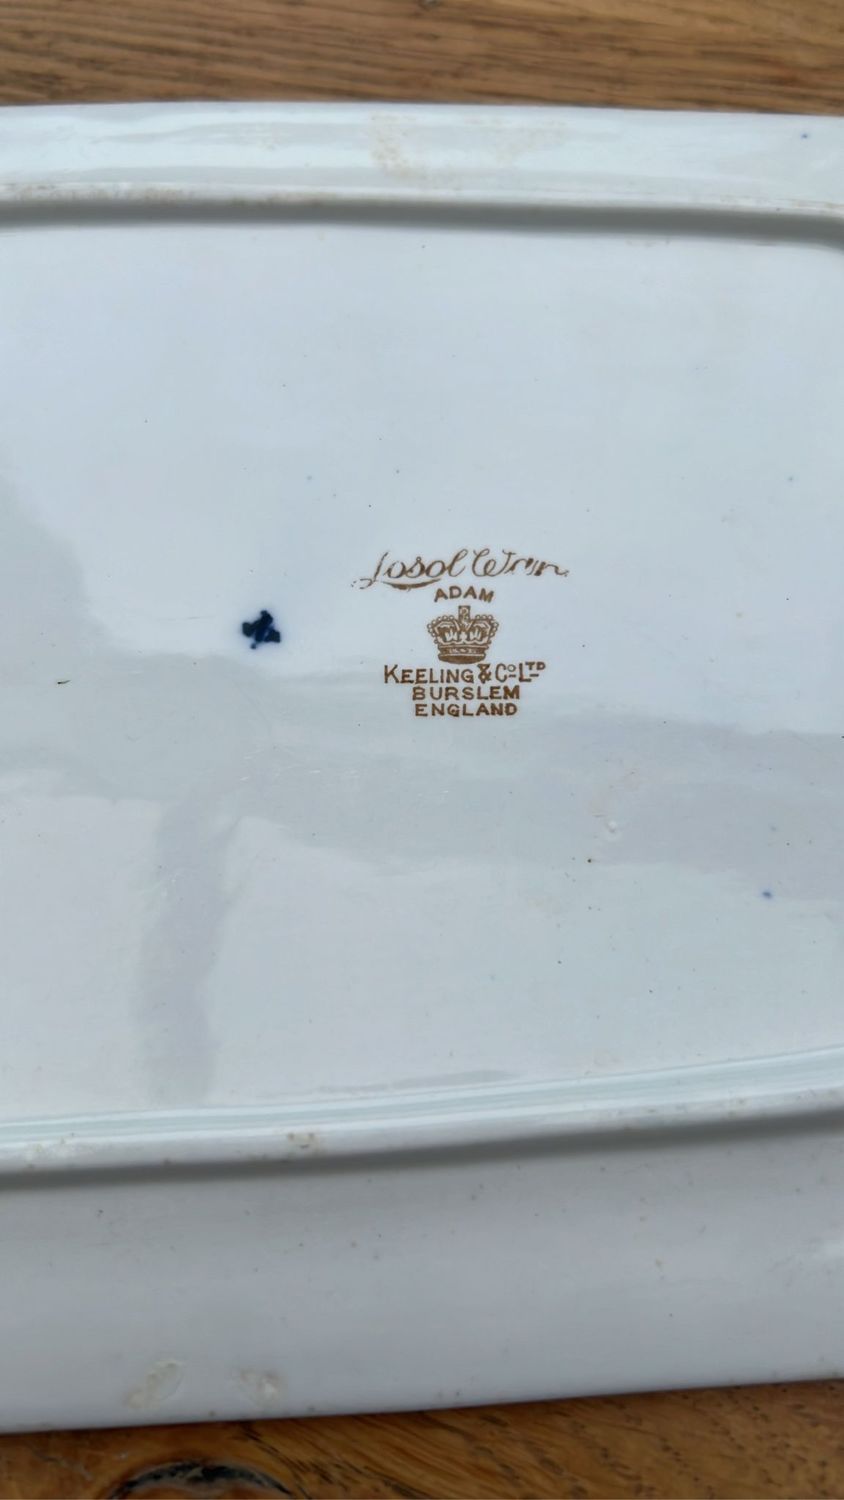 Losol Ware
ADAM
KEELING & Co LTD
BURSLEM
ENGLAND